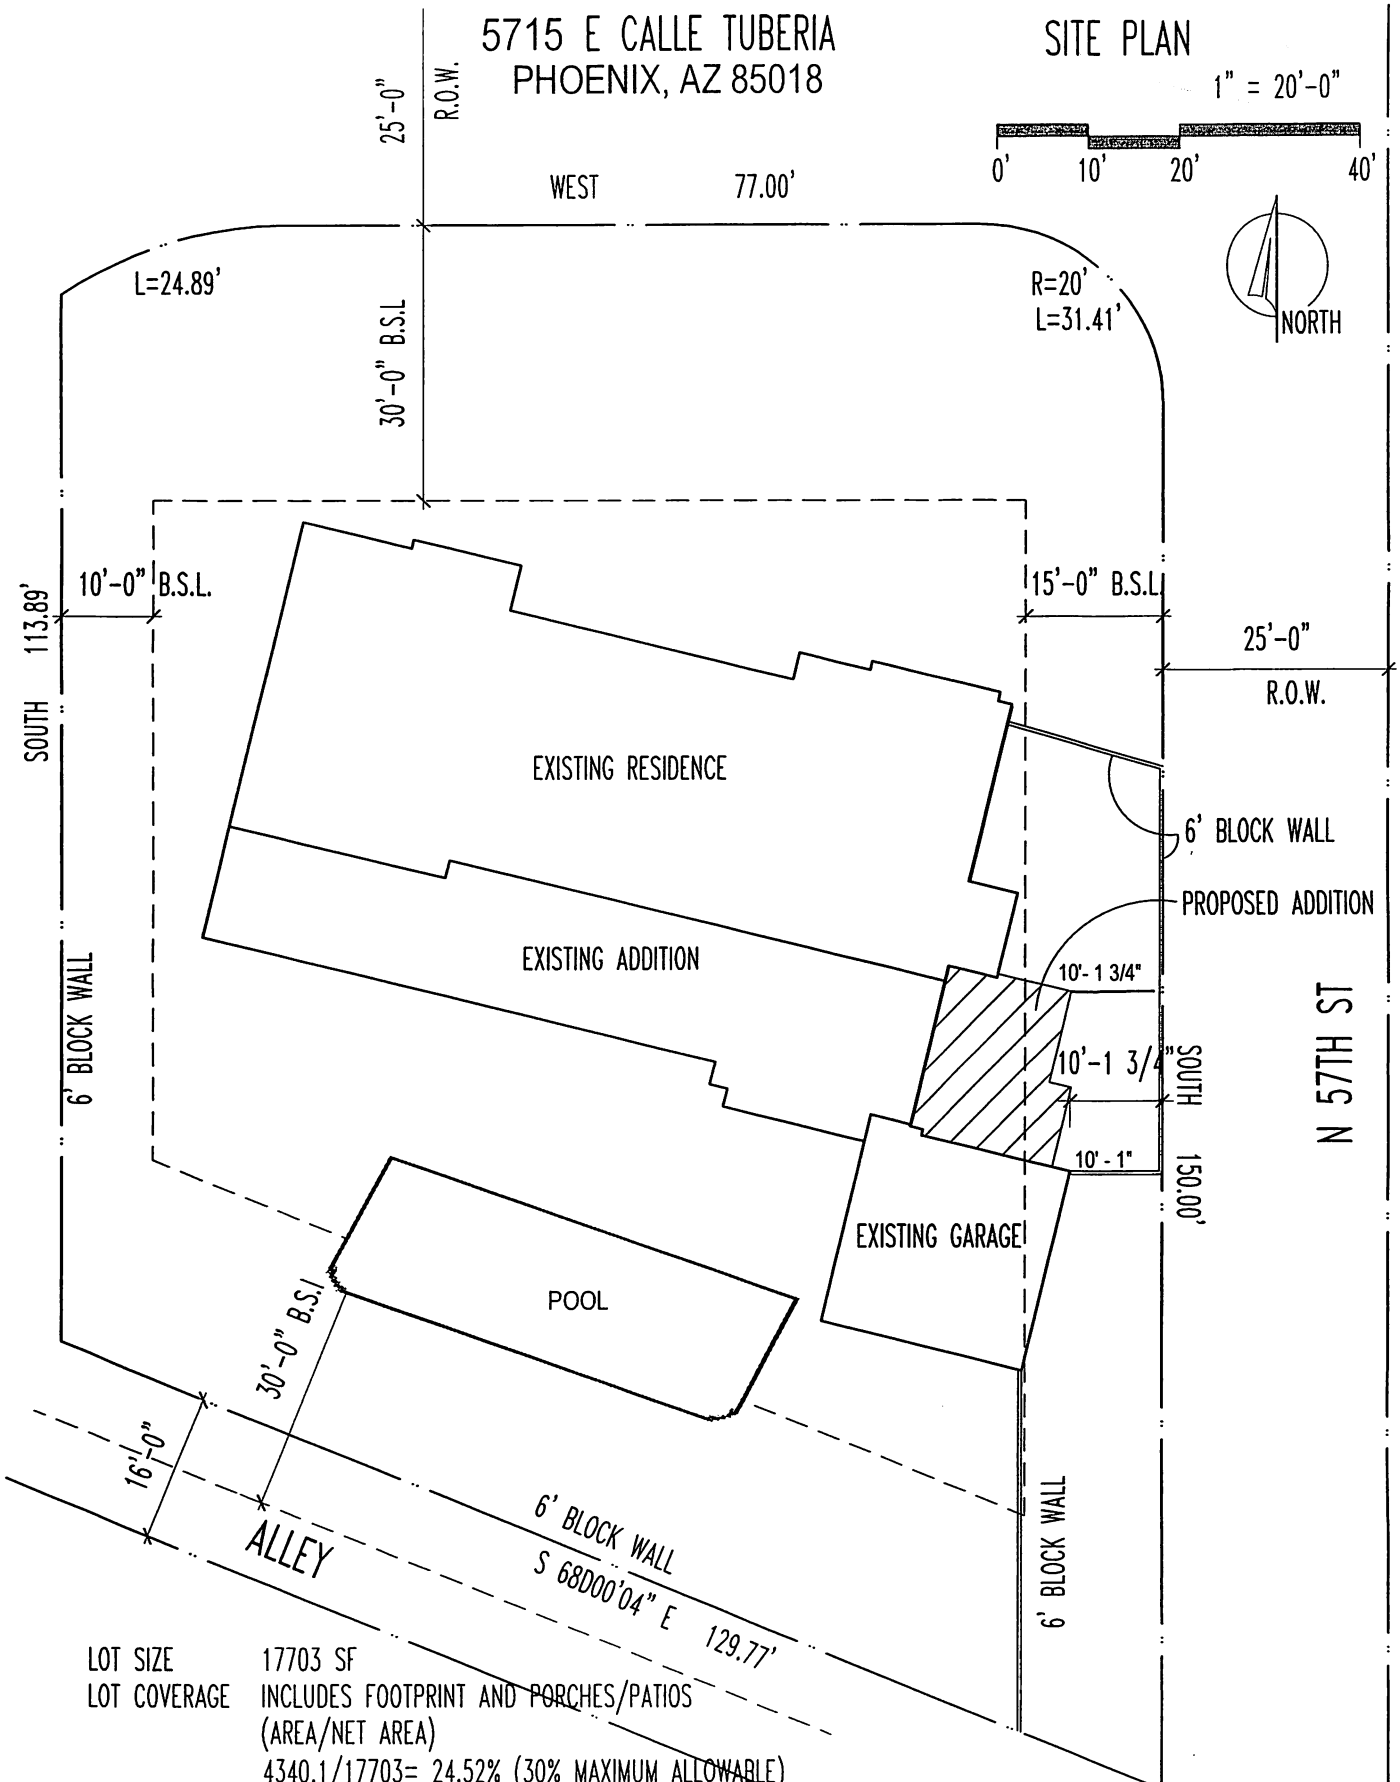 5715 E CALLE TUBERIA
PHOENIX, AZ 85018
SITE PLAN
1" = 20'-0"
0' 10' 20' 40'
25'-0"
R.O.W.
WEST 77.00'
NORTH
L=24.89'
R=20'
L=31.41'
30'-0" B.S.L
10'-0" B.S.L.
15'-0" B.S.L.
SOUTH 113.89'
25'-0"
R.O.W.
EXISTING RESIDENCE
6' BLOCK WALL
PROPOSED ADDITION
EXISTING ADDITION
10'- 1 3/4"
6' BLOCK WALL
10'-1 3/4"
SOUTH 150.00'
N 57TH ST
10' - 1"
EXISTING GARAGE
POOL
30'-0" B.S.
16'-0"
ALLEY
6' BLOCK WALL
S 68D00'04" E 129.77'
6' BLOCK WALL
LOT SIZE 17703 SF
LOT COVERAGE INCLUDES FOOTPRINT AND PORCHES/PATIOS
(AREA/NET AREA)
4340.1/17703= 24.52% (30% MAXIMUM ALLOWABLE)